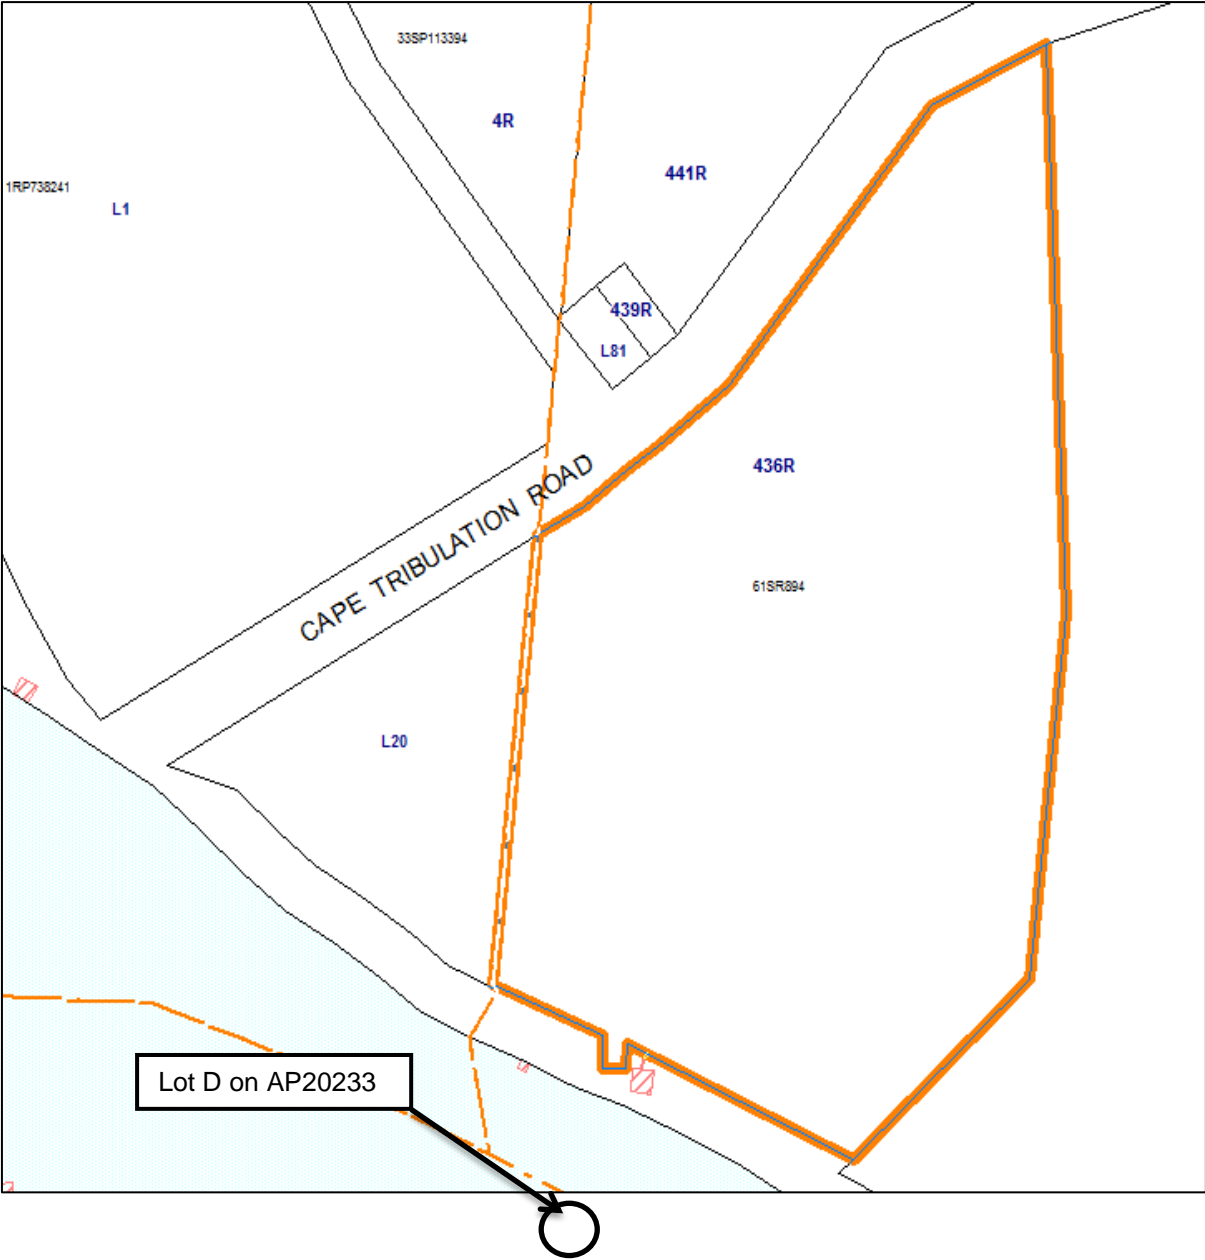 33SP113394
4R
441R
1RP738241
L1
439R
L81
CAPE TRIBULATION ROAD
436R
61SR894
L20
Lot D on AP20233